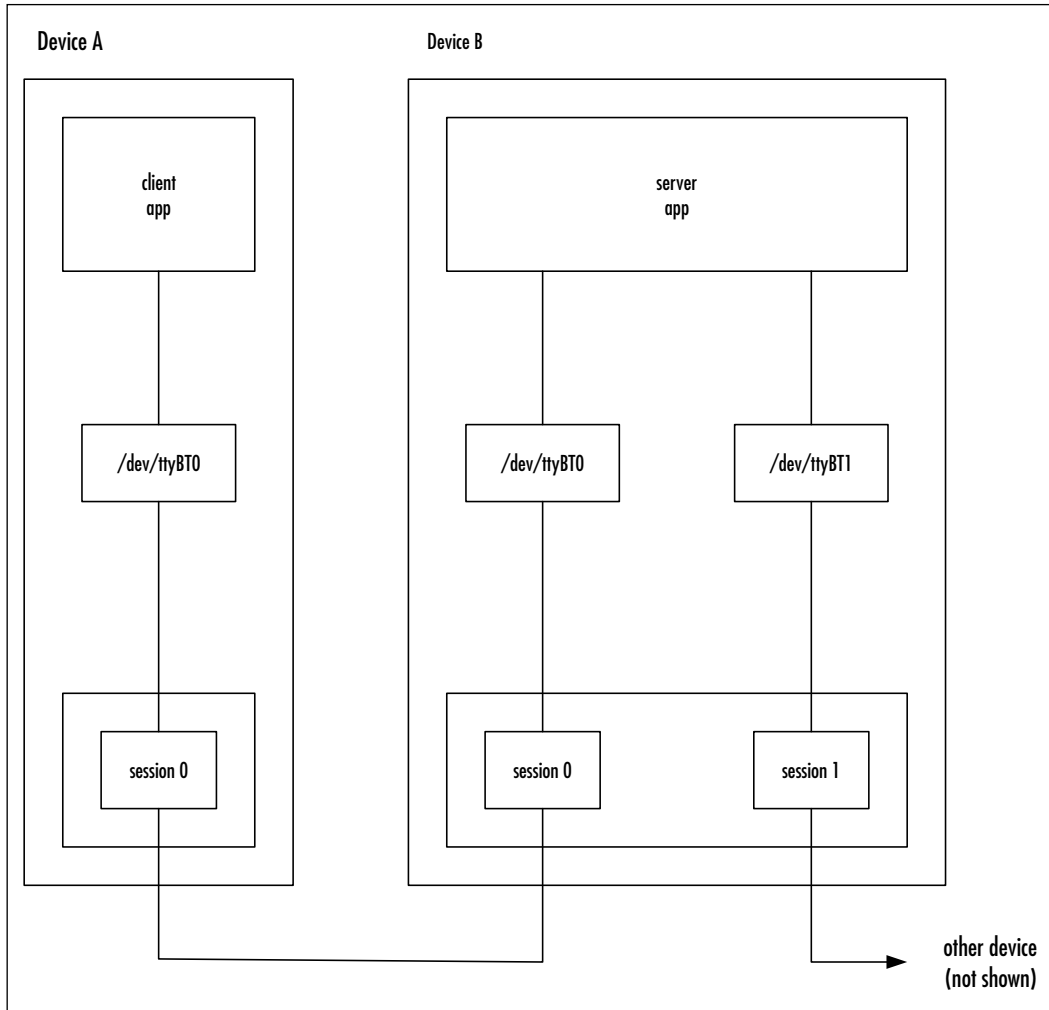 Device A
Device B
client
app
server
app
/dev/ttyBT0
/dev/ttyBT0
/dev/ttyBT1
session 0
session 0
session 1
other device
(not shown)